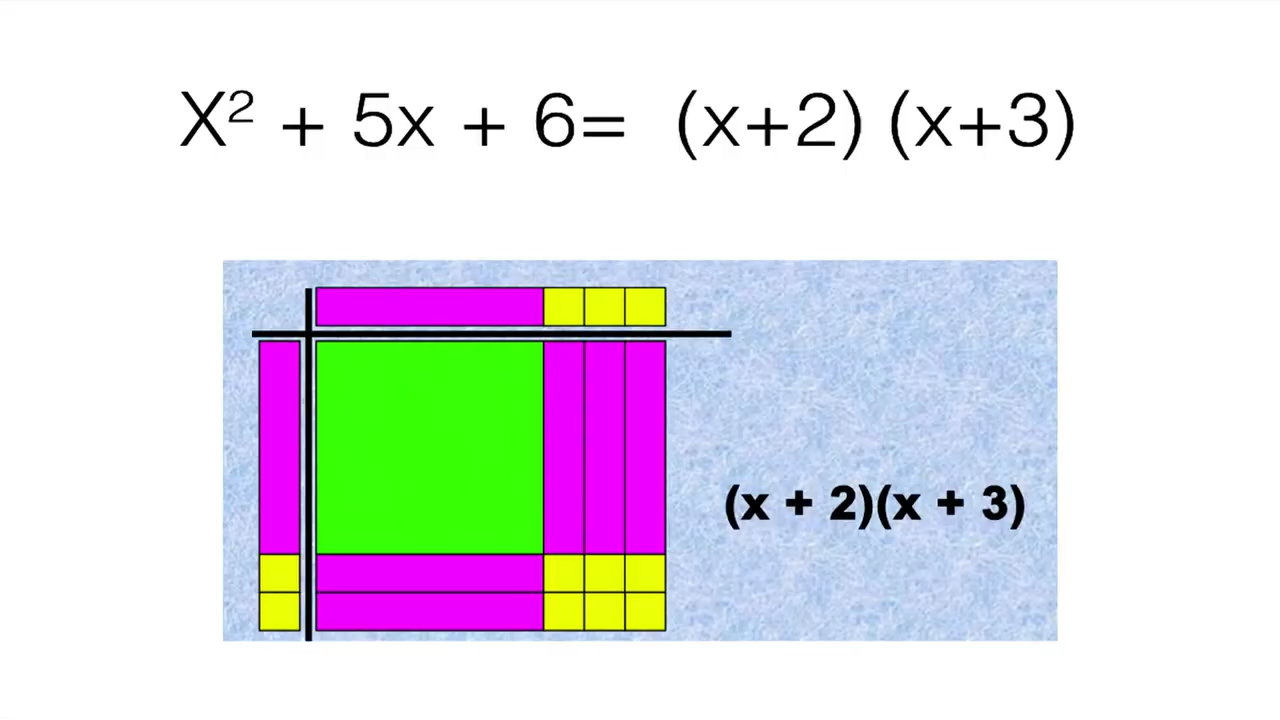 X² + 5x + 6= (x+2) (x+3)
(x + 2)(x + 3)